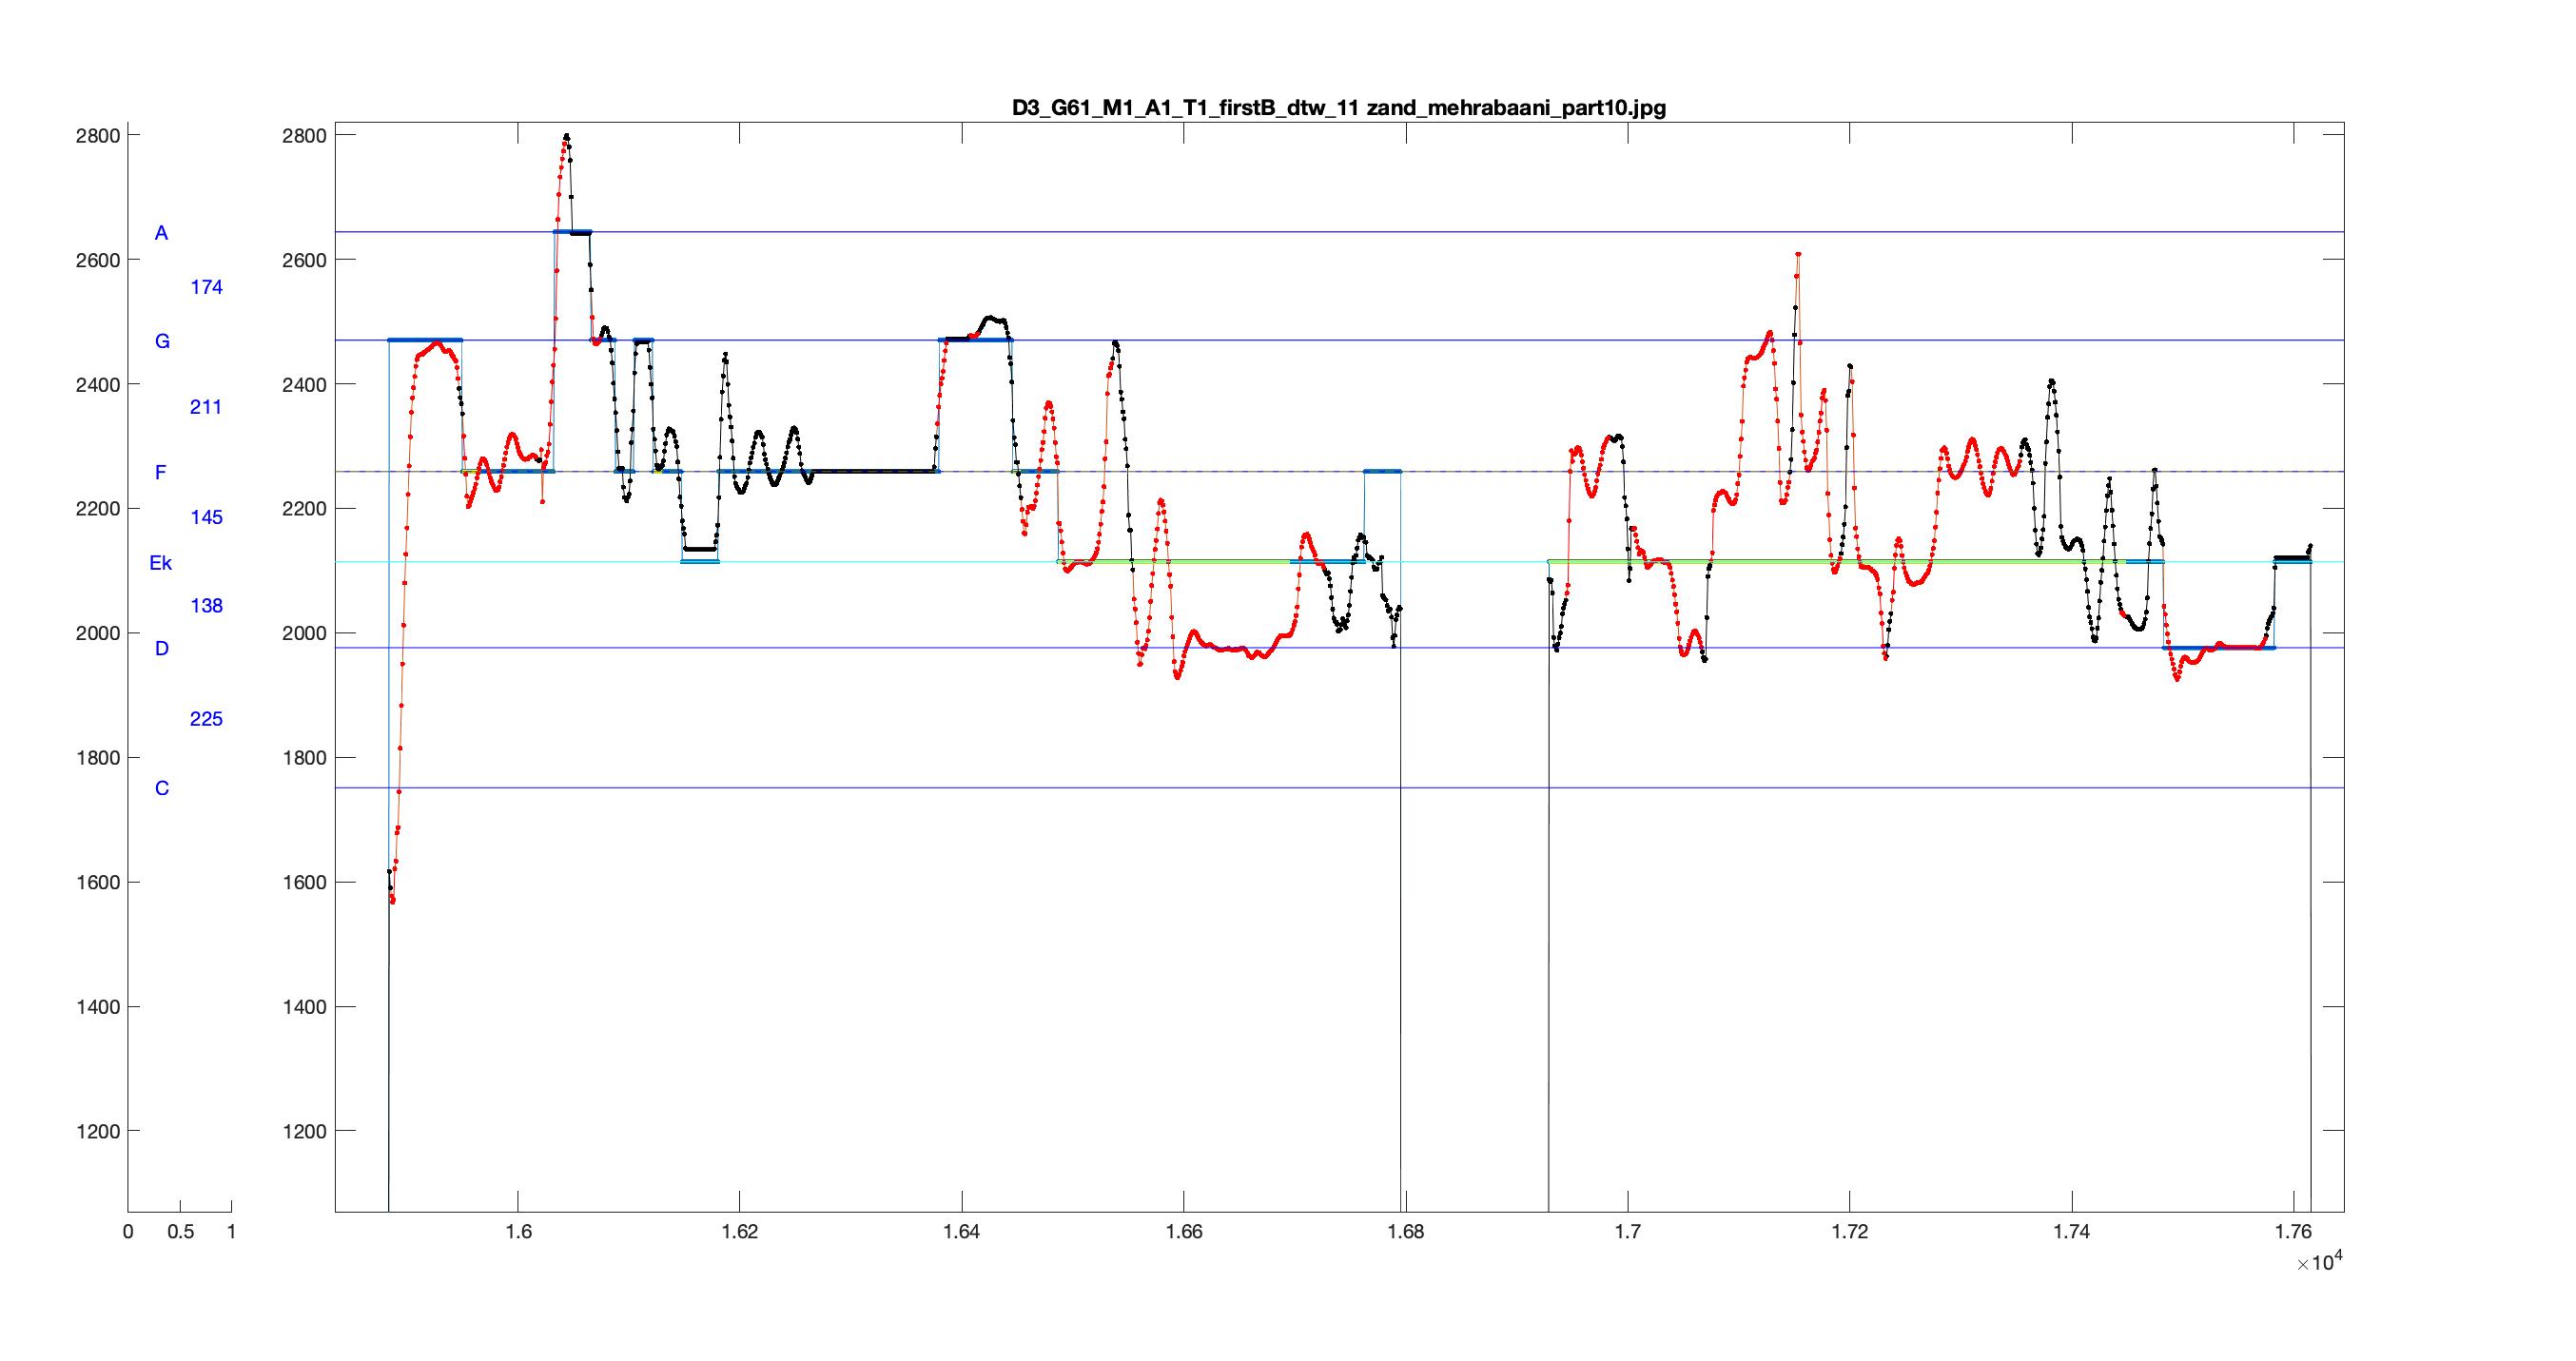 D3_G61_M1_A1_T1_firstB_dtw_11 zand_mehrabaani_part10.jpg
2800 2800
A
2600 2600
174
G
2400 2400
211
F
2200 2200
145
Ek
138
2000 2000
D
225
1800 1800
C
1600 1600
1400 1400
1200 1200
0 0.5 1 1.6 1.62 1.64 1.66 1.68 1.7 1.72 1.74 1.76
×10^4